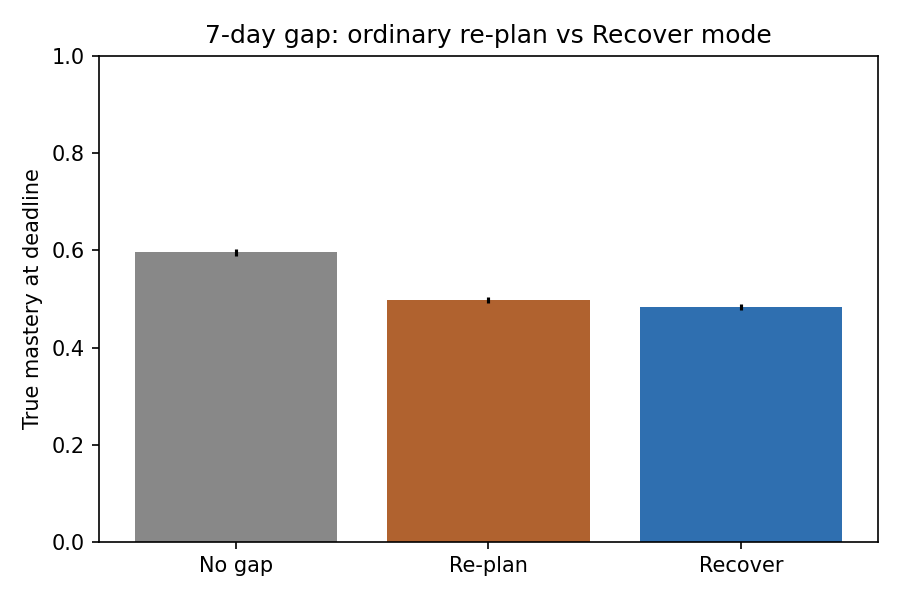 7-day gap: ordinary re-plan vs Recover mode
True mastery at deadline
1.0
0.8
0.6
0.4
0.2
0.0
No gap
Re-plan
Recover